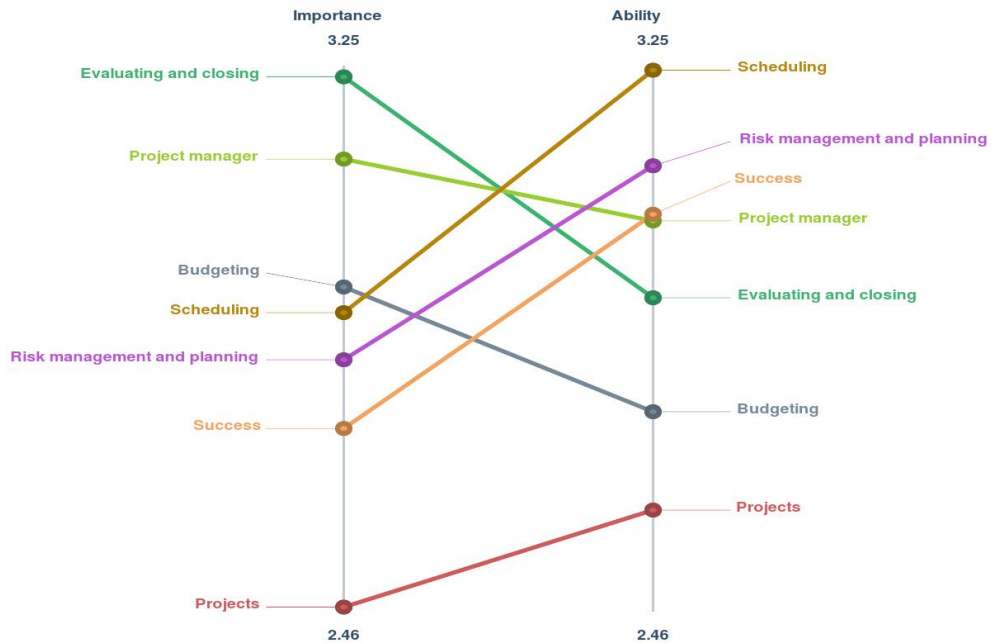 Importance
Ability
3.25
3.25
Evaluating and closing
Project manager
Budgeting
Scheduling
Risk management and planning
Success
Projects
2.46
Scheduling
Risk management and planning
Success
Project manager
Evaluating and closing
Budgeting
Projects
2.46